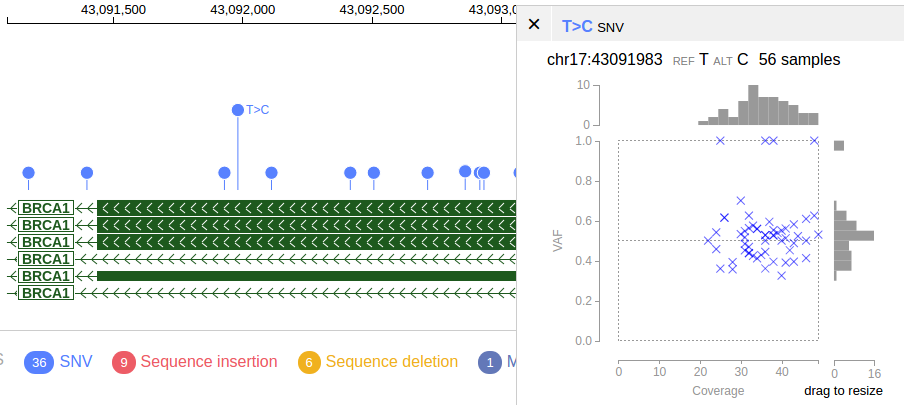 43,091,500 43,092,000 43,092,500 43,093,0
T>C
BRCA1
BRCA1
BRCA1
BRCA1
BRCA1
BRCA1
S 36 SNV 9 Sequence insertion 6 Sequence deletion 1 M
✕ T>C SNV
chr17:43091983 REF T ALT C 56 samples
10
0
1.0
0.8
0.6
0.4
0.2
0.0
VAF
0 10 20 30 40
Coverage
0 16
drag to resize